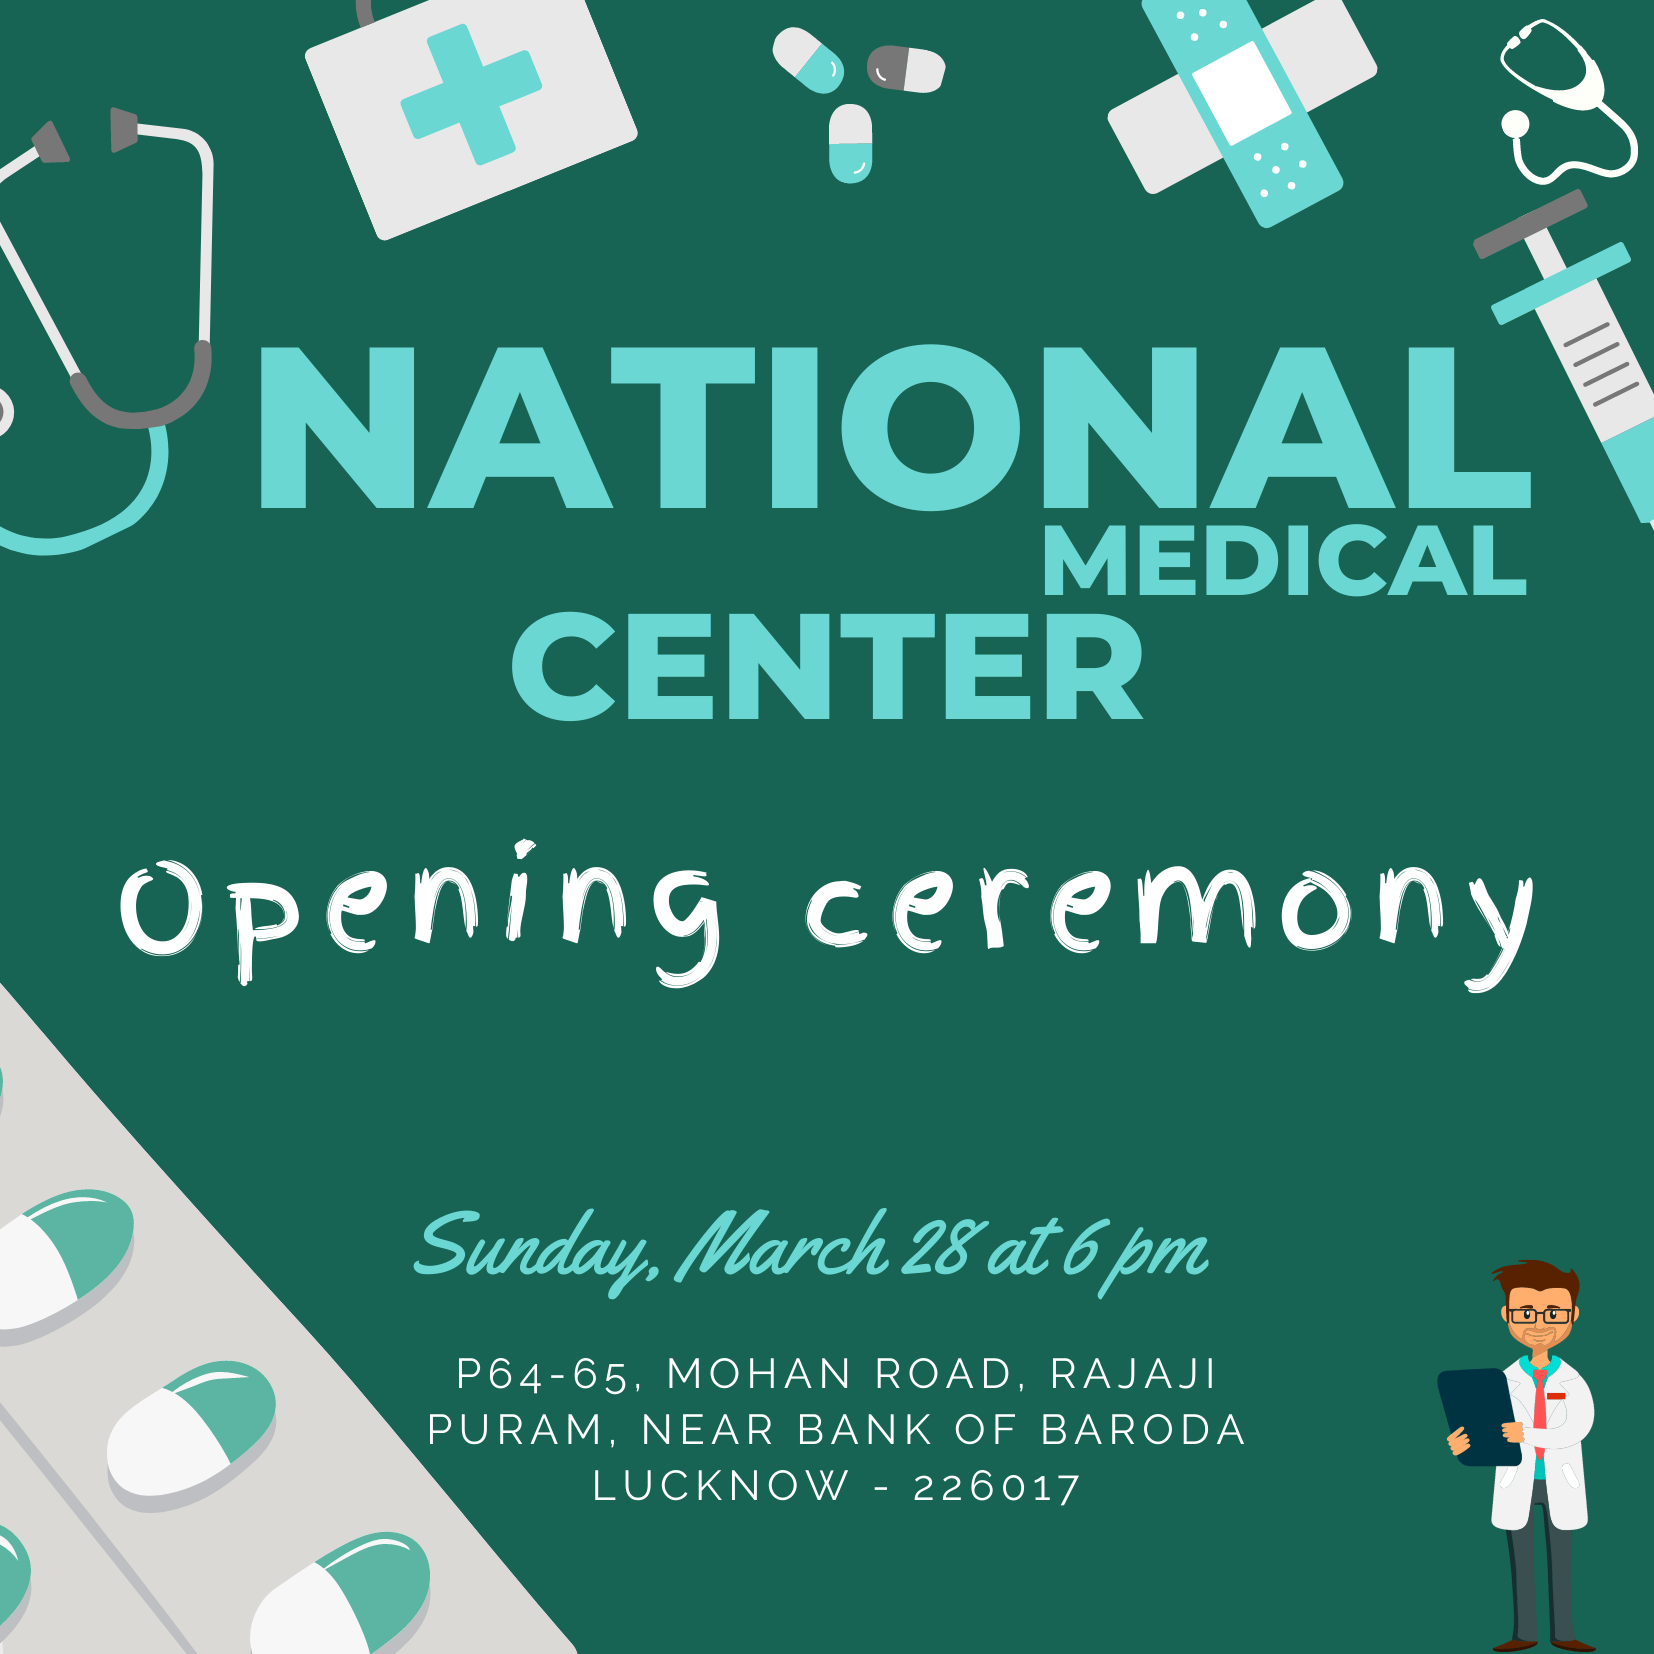 NATIONAL
MEDICAL
CENTER
Opening ceremony
Sunday, March 28 at 6 pm
P64-65, MOHAN ROAD, RAJAJI
PURAM, NEAR BANK OF BARODA
LUCKNOW - 226017